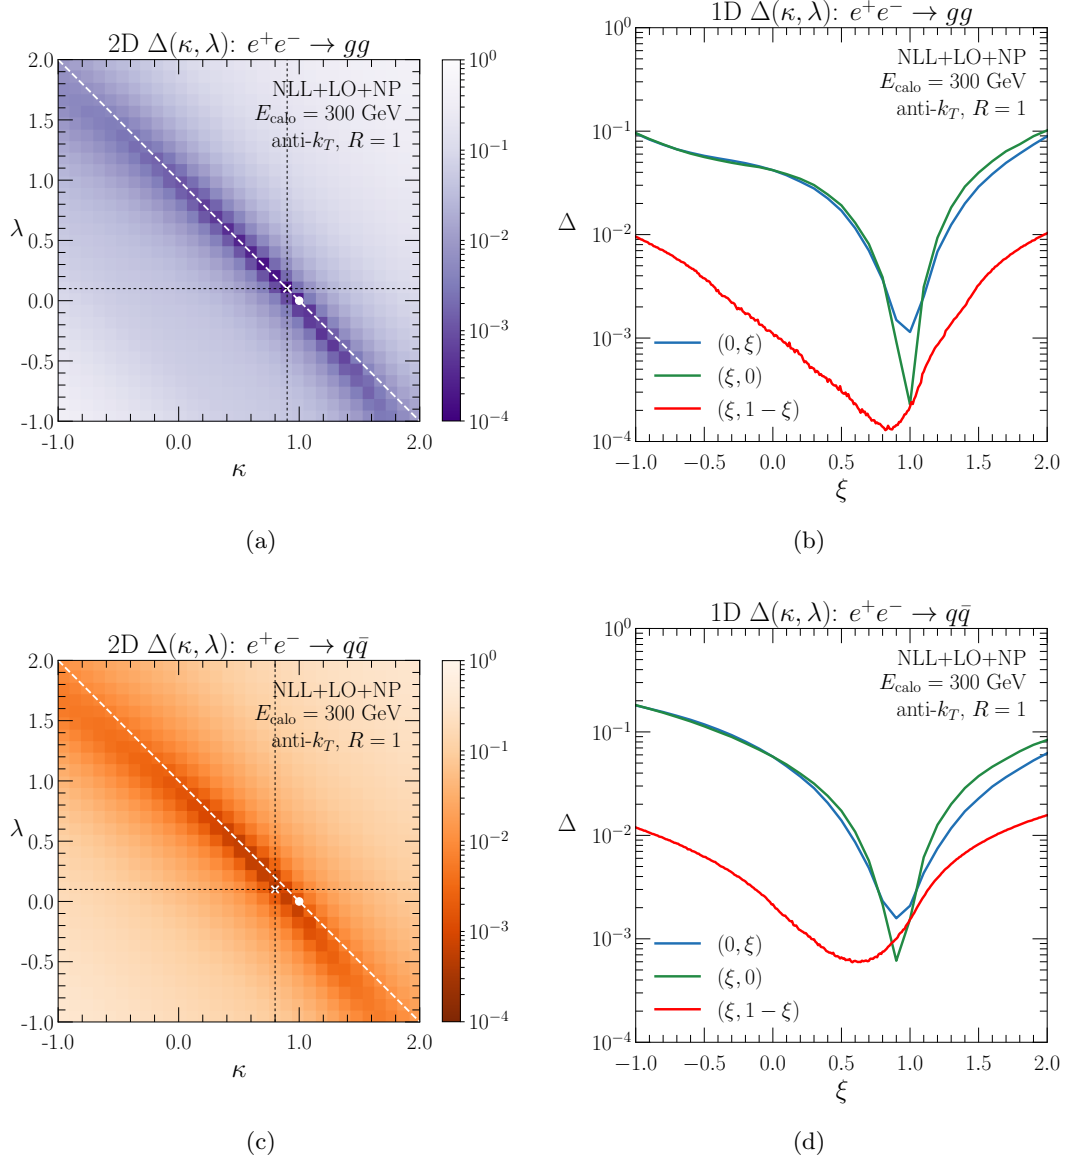 2D Δ(κ, λ): e⁺e⁻ → gg
NLL+LO+NP
E_calo = 300 GeV
anti-k_T, R = 1
2.0
1.5
1.0
0.5
0.0
-0.5
-1.0
λ
-1.0 0.0 1.0 2.0
κ
10⁰
10⁻¹
10⁻²
10⁻³
10⁻⁴
(a)
1D Δ(κ, λ): e⁺e⁻ → gg
NLL+LO+NP
E_calo = 300 GeV
anti-k_T, R = 1
10⁰
10⁻¹
10⁻²
10⁻³
10⁻⁴
Δ
(0, ξ)
(ξ, 0)
(ξ, 1 − ξ)
−1.0 −0.5 0.0 0.5 1.0 1.5 2.0
ξ
(b)
2D Δ(κ, λ): e⁺e⁻ → qq̄
NLL+LO+NP
E_calo = 300 GeV
anti-k_T, R = 1
2.0
1.5
1.0
0.5
0.0
-0.5
-1.0
λ
-1.0 0.0 1.0 2.0
κ
10⁰
10⁻¹
10⁻²
10⁻³
10⁻⁴
(c)
1D Δ(κ, λ): e⁺e⁻ → qq̄
NLL+LO+NP
E_calo = 300 GeV
anti-k_T, R = 1
10⁰
10⁻¹
10⁻²
10⁻³
10⁻⁴
Δ
(0, ξ)
(ξ, 0)
(ξ, 1 − ξ)
−1.0 −0.5 0.0 0.5 1.0 1.5 2.0
ξ
(d)